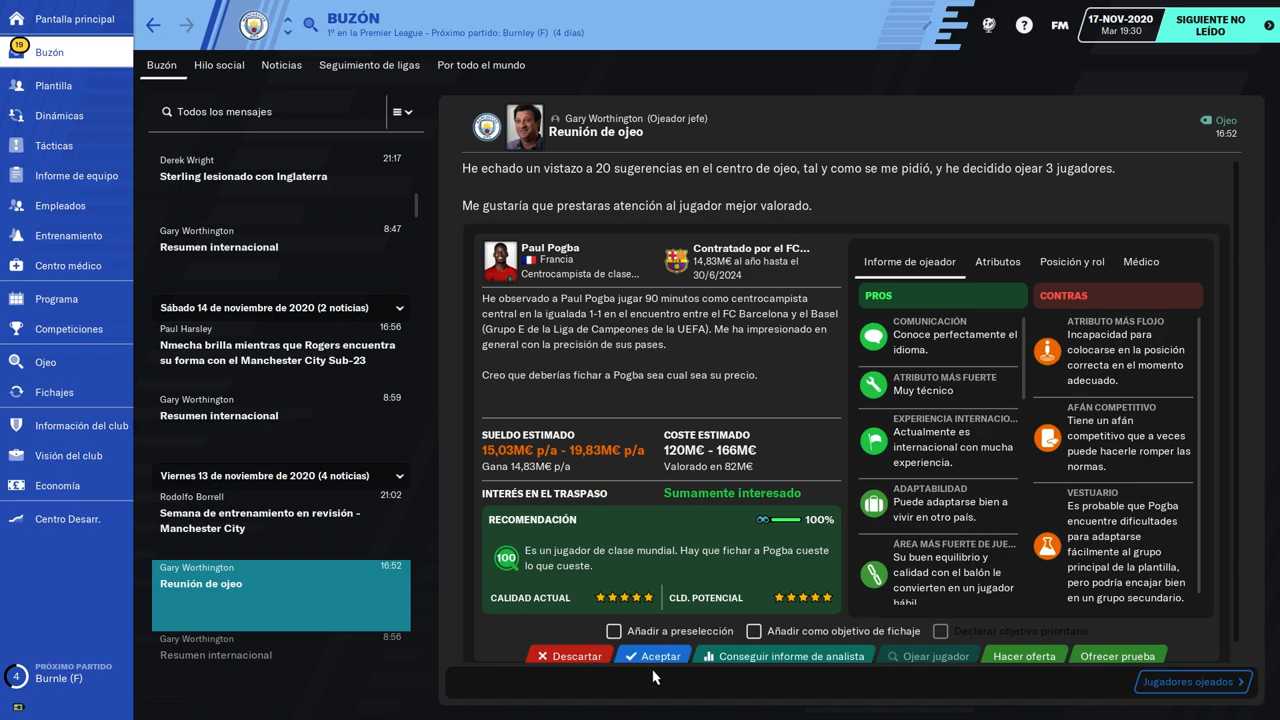 Pantalla principal
19
Buzón
Plantilla
Dinámicas
Tácticas
Informe de equipo
Empleados
Entrenamiento
Centro médico
Programa
Competiciones
Ojeo
Fichajes
Información del club
Visión del club
Economía
Centro Desarr.
4
PRÓXIMO PARTIDO
Burnle (F)
BUZÓN
1º en la Premier League - Próximo partido: Burnley (F) (4 días)
?
FM
17-NOV-2020
Mar 19:30
SIGUIENTE NO
LEÍDO
Buzón
Hilo social
Noticias
Seguimiento de ligas
Por todo el mundo
Todos los mensajes
Derek Wright 21:17
Sterling lesionado con Inglaterra
Gary Worthington 8:47
Resumen internacional
Sábado 14 de noviembre de 2020 (2 noticias)
Paul Harsley 16:56
Nmecha brilla mientras que Rogers encuentra
su forma con el Manchester City Sub-23
Gary Worthington 8:59
Resumen internacional
Viernes 13 de noviembre de 2020 (4 noticias)
Rodolfo Borrell 21:02
Semana de entrenamiento en revisión -
Manchester City
Gary Worthington 16:52
Reunión de ojeo
Gary Worthington 8:56
Resumen internacional
Gary Worthington (Ojeador jefe)
Reunión de ojeo
Ojeo
16:52
He echado un vistazo a 20 sugerencias en el centro de ojeo, tal y como se me pidió, y he decidido ojear 3 jugadores.
Me gustaría que prestaras atención al jugador mejor valorado.
Paul Pogba
Francia
Centrocampista de clase...
Contratado por el FC...
14,83M€ al año hasta el
30/6/2024
He observado a Paul Pogba jugar 90 minutos como centrocampista
central en la igualada 1-1 en el encuentro entre el FC Barcelona y el Basel
(Grupo E de la Liga de Campeones de la UEFA). Me ha impresionado en
general con la precisión de sus pases.
Creo que deberías fichar a Pogba sea cual sea su precio.
SUELDO ESTIMADO
15,03M€ p/a - 19,83M€ p/a
Gana 14,83M€ p/a
COSTE ESTIMADO
120M€ - 166M€
Valorado en 82M€
INTERÉS EN EL TRASPASO
Sumamente interesado
RECOMENDACIÓN
100%
100
Es un jugador de clase mundial. Hay que fichar a Pogba cueste
lo que cueste.
CALIDAD ACTUAL
CLD. POTENCIAL
Informe de ojeador
Atributos
Posición y rol
Médico
PROS
COMUNICACIÓN
Conoce perfectamente el
idioma.
ATRIBUTO MÁS FUERTE
Muy técnico
EXPERIENCIA INTERNACIO...
Actualmente es
internacional con mucha
experiencia.
ADAPTABILIDAD
Puede adaptarse bien a
vivir en otro país.
ÁREA MÁS FUERTE DE JUE...
Su buen equilibrio y
calidad con el balón le
convierten en un jugador
hábil
CONTRAS
ATRIBUTO MÁS FLOJO
Incapacidad para
colocarse en la posición
correcta en el momento
adecuado.
AFÁN COMPETITIVO
Tiene un afán
competitivo que a veces
puede hacerle romper las
normas.
VESTUARIO
Es probable que Pogba
encuentre dificultades
para adaptarse
fácilmente al grupo
principal de la plantilla,
pero podría encajar bien
en un grupo secundario.
Añadir a preselección
Añadir como objetivo de fichaje
Declarar objetivo prioritario
Descartar
Aceptar
Conseguir informe de analista
Ojear jugador
Hacer oferta
Ofrecer prueba
Jugadores ojeados